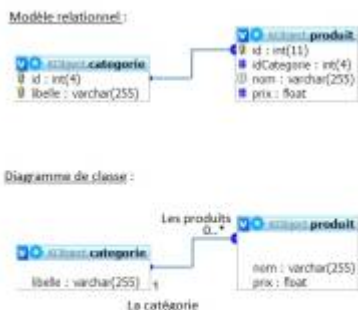 Modèle relationnel :
produit
id : int(11)
categorie
idCategorie : int(4)
id : int(4)
nom : varchar(255)
libelle : varchar(255)
prix : float
Diagramme de classe :
Les produits
0..*
produit
categorie
nom : varchar(255)
libelle : varchar(255)
1
prix : float
La catégorie